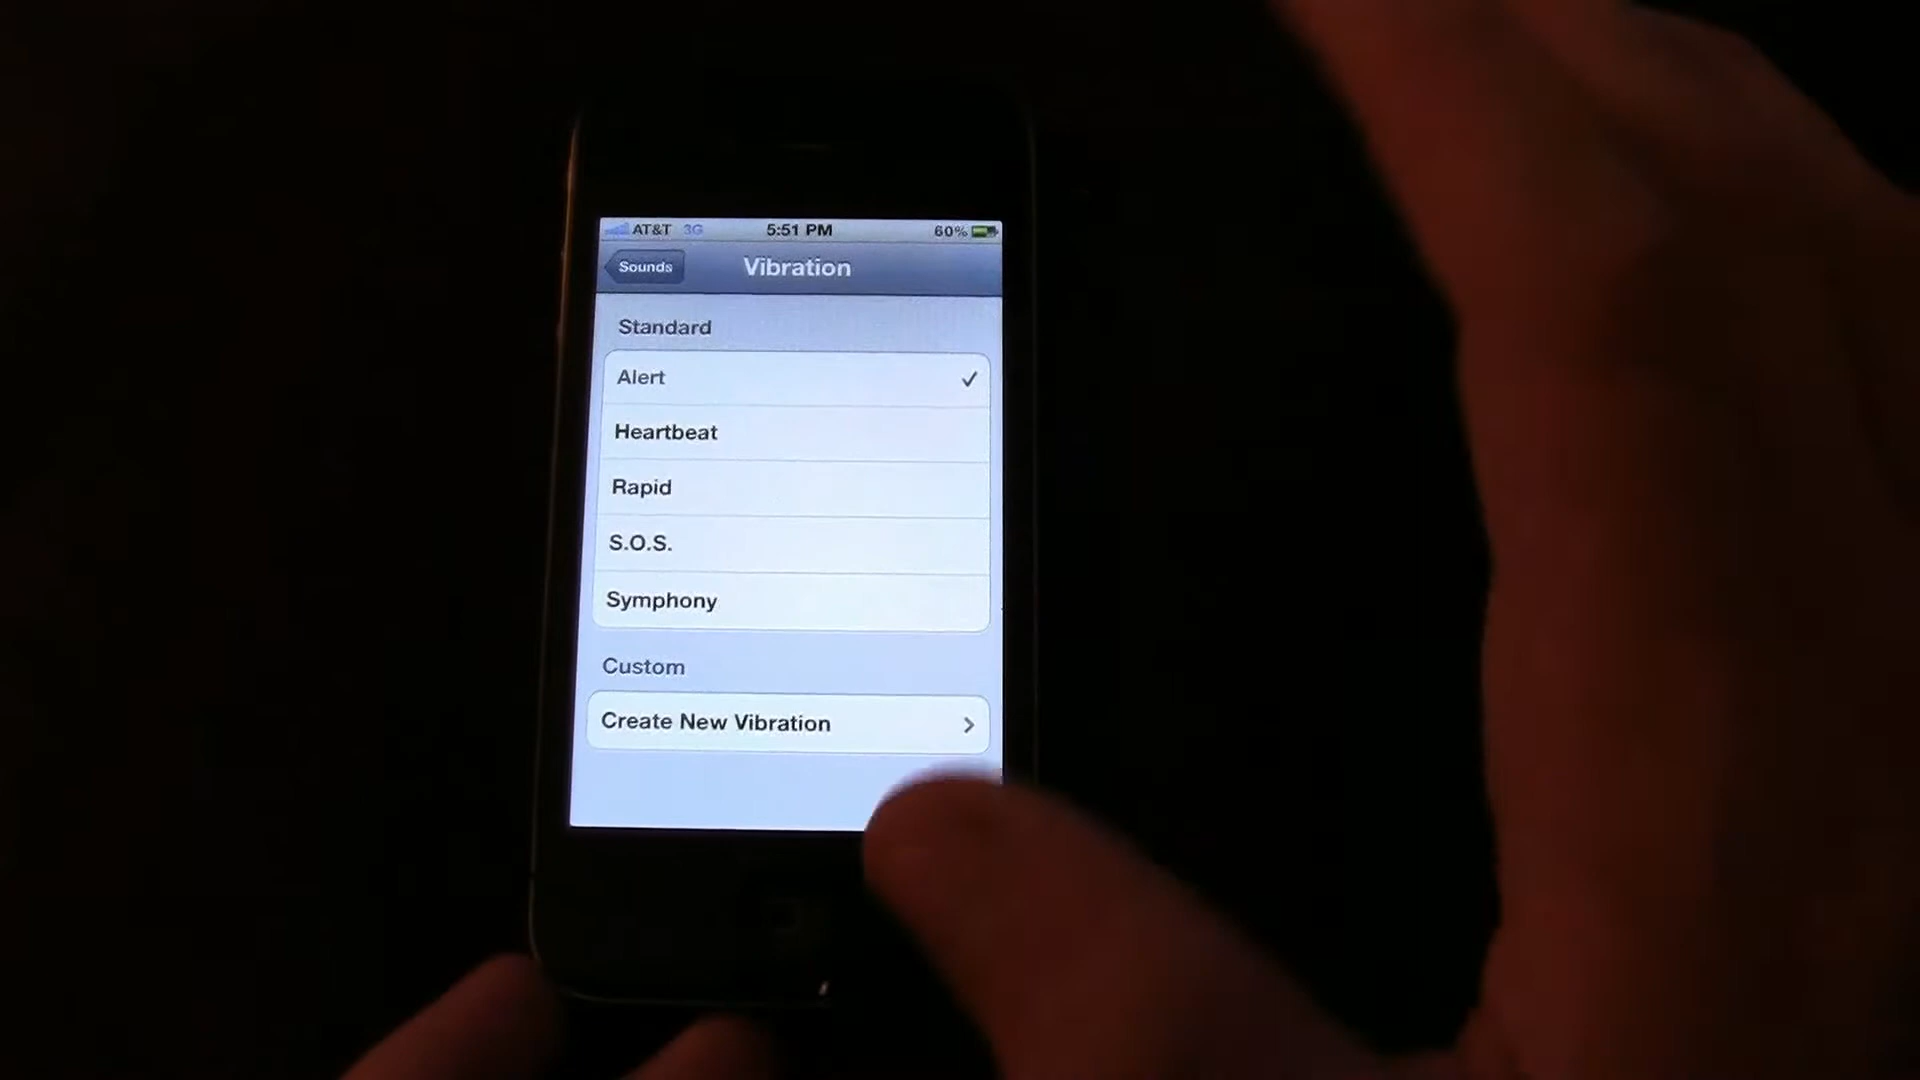 AT&T 3G 5:51 PM 60%
Sounds Vibration
Standard
Alert
Heartbeat
Rapid
S.O.S.
Symphony
Custom
Create New Vibration